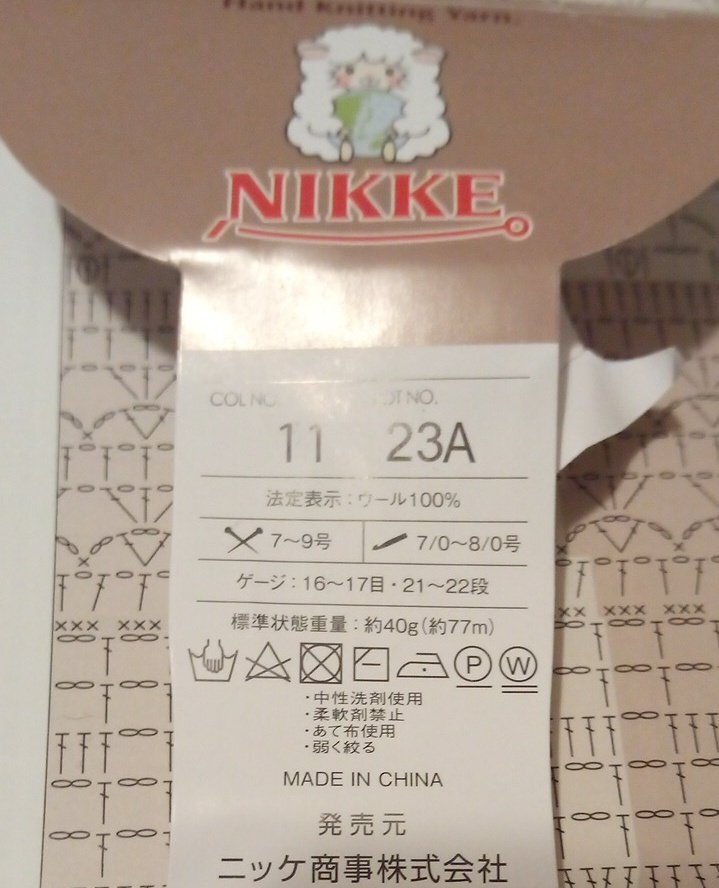 Hand Knitting Yarn.
NIKKE
COL NO. LOT NO.
11 23A
法定表示：ウール100%
7〜9号 7/0〜8/0号
ゲージ：16〜17目・21〜22段
標準状態重量：約40g(約77m)
P W
・中性洗剤使用
・柔軟剤禁止
・あて布使用
・弱く絞る
MADE IN CHINA
発売元
ニッケ商事株式会社